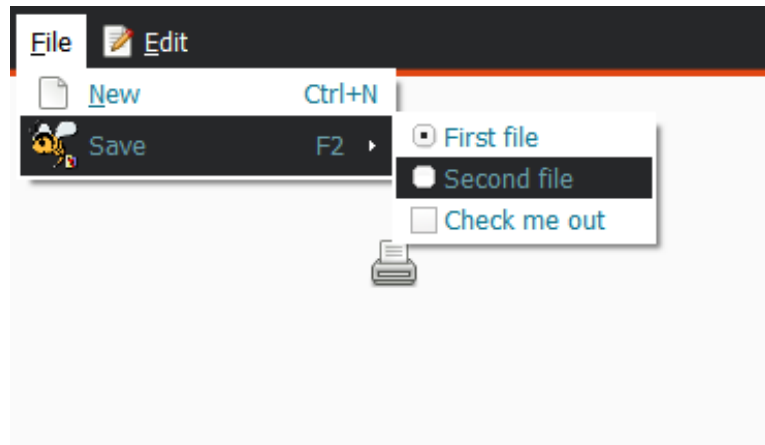 File Edit
New Ctrl+N
Save F2
First file
Second file
Check me out